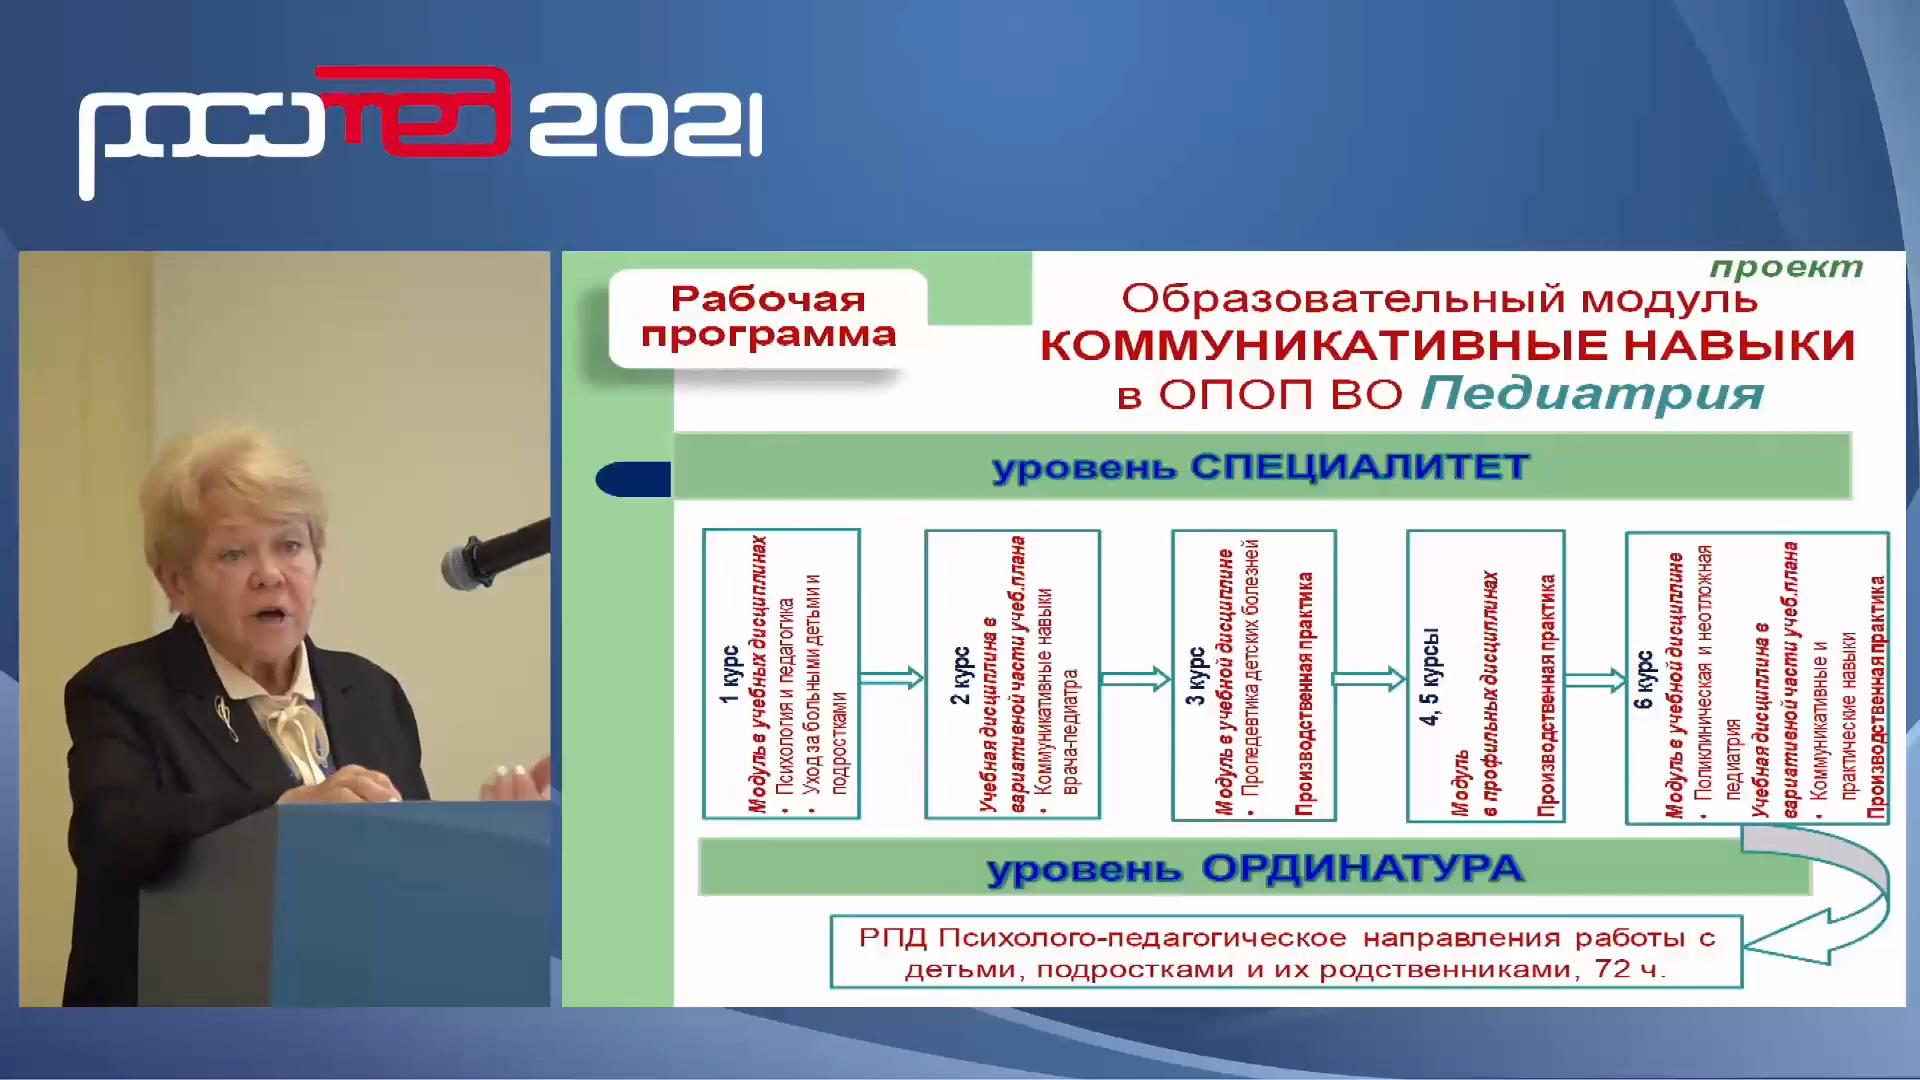 росомед 2021
проект
Рабочая
программа
Образовательный модуль
КОММУНИКАТИВНЫЕ НАВЫКИ
в ОПОП ВО Педиатрия
уровень СПЕЦИАЛИТЕТ
1 курс
Модуль в учебных дисциплинах
• Психология и педагогика
• Уход за больными детьми и
подростками
2 курс
Учебная дисциплина в
вариативной части учеб.плана
• Коммуникативные навыки
врача-педиатра
3 курс
Модуль в учебной дисциплине
• Пропедевтика детских болезней
Производственная практика
4, 5 курсы
Модуль
в профильных дисциплинах
Производственная практика
6 курс
Модуль в учебной дисциплине
• Поликлиническая и неотложная
педиатрия
Учебная дисциплина в
вариативной части учеб.плана
• Коммуникативные и
практические навыки
Производственная практика
уровень ОРДИНАТУРА
РПД Психолого-педагогическое направления работы с
детьми, подростками и их родственниками, 72 ч.